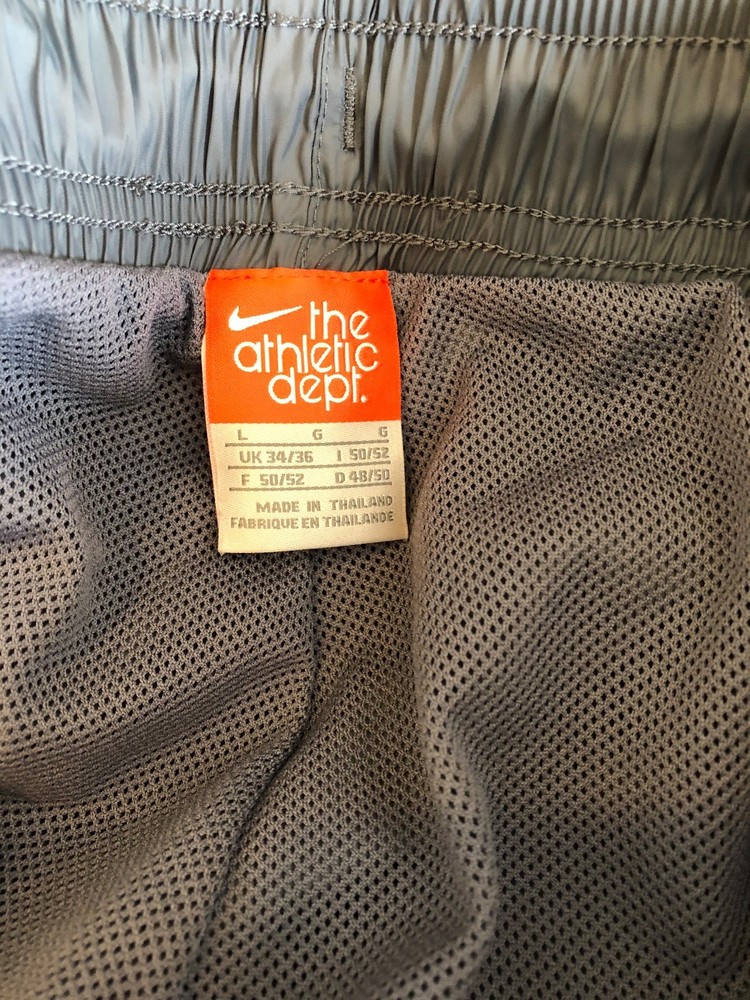 the
athletic
dept.
L G G
UK 34/36 I 50/52
F 50/52 D 48/50
MADE IN THAILAND
FABRIQUE EN THAILANDE